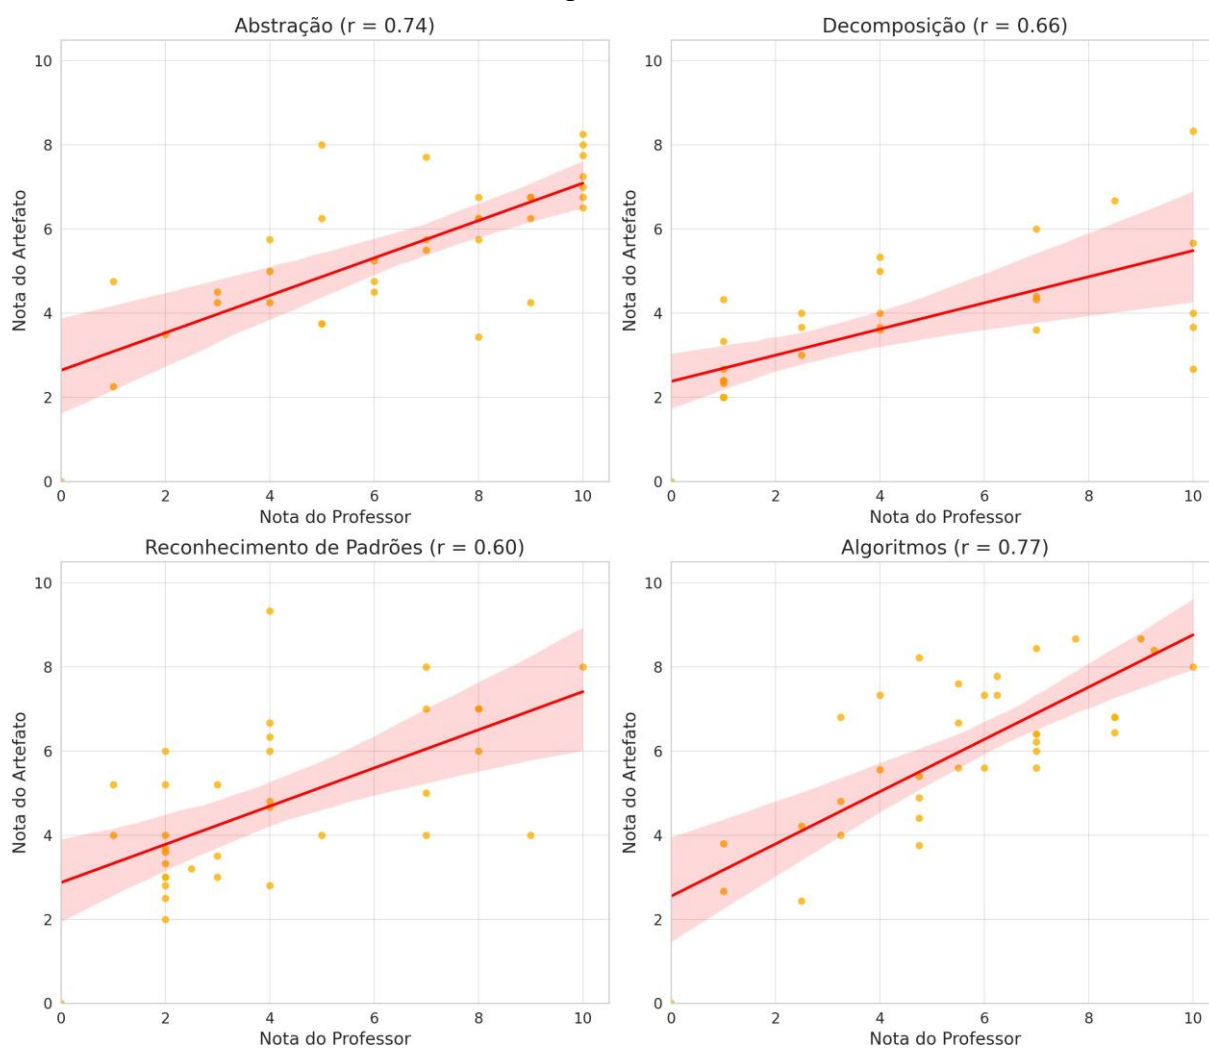 Abstração (r = 0.74)
10
8
6
4
2
0
Nota do Artefato
0 2 4 6 8 10
Nota do Professor
Decomposição (r = 0.66)
10
8
6
4
2
0
Nota do Artefato
0 2 4 6 8 10
Nota do Professor
Reconhecimento de Padrões (r = 0.60)
10
8
6
4
2
0
Nota do Artefato
0 2 4 6 8 10
Nota do Professor
Algoritmos (r = 0.77)
10
8
6
4
2
0
Nota do Artefato
0 2 4 6 8 10
Nota do Professor